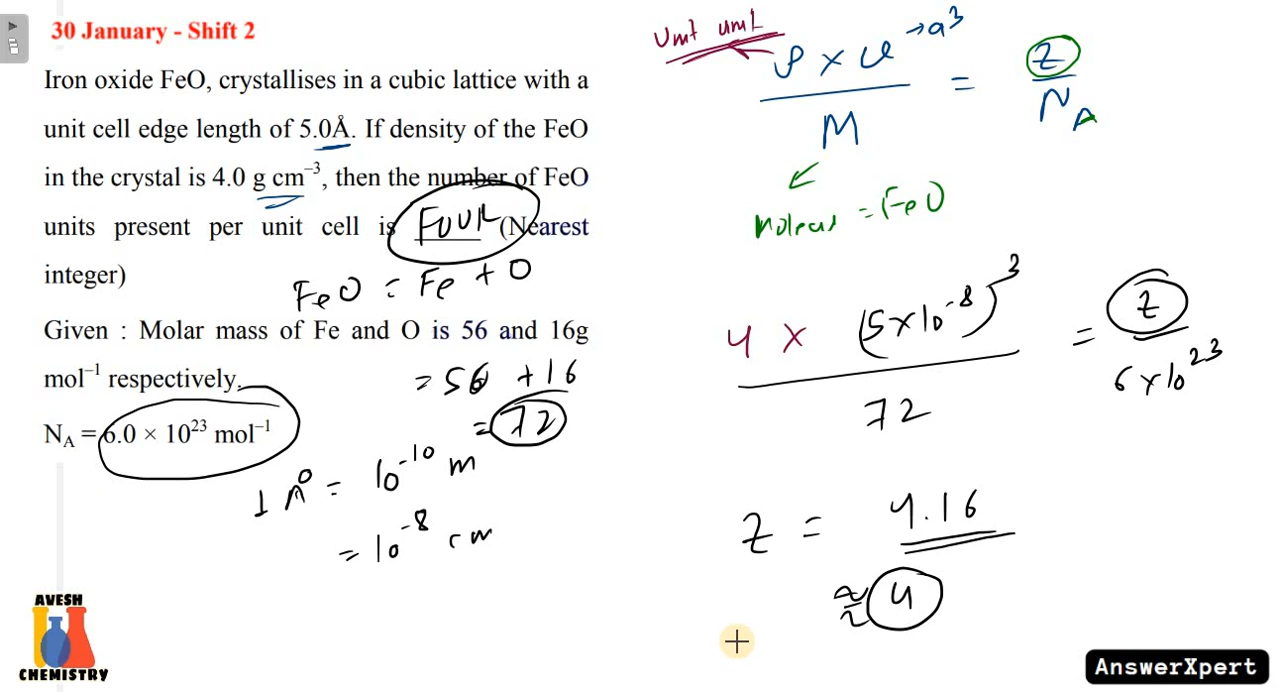 30 January - Shift 2
Iron oxide FeO, crystallises in a cubic lattice with a
unit cell edge length of 5.0Å. If density of the FeO
in the crystal is 4.0 g cm⁻³, then the number of FeO
units present per unit cell is FOUR (Nearest
integer)
FeO = Fe + O
Given : Molar mass of Fe and O is 56 and 16g
mol⁻¹ respectively.
= 56 + 16
= 72
N_A = 6.0 × 10²³ mol⁻¹
1 A⁰ = 10⁻¹⁰ m
= 10⁻⁸ cm
AVESH
CHEMISTRY
→a³
ρ × v / M = Z / N_A
= FeO
4 × (5×10⁻⁸)³ / 72 = Z / 6×10²³
Z = 4.16
≈ 4
AnswerXpert